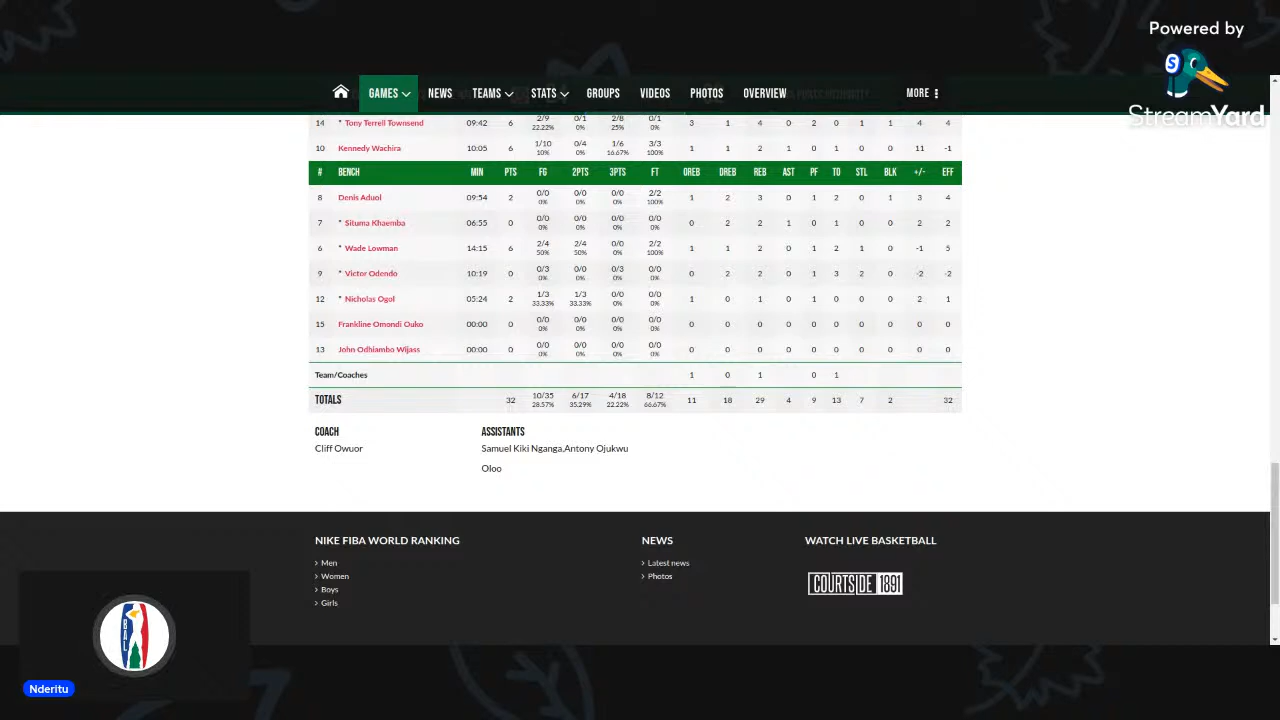 Powered by
StreamYard
GAMES NEWS TEAMS STATS GROUPS VIDEOS PHOTOS OVERVIEW MORE
14 * Tony Terrell Townsend 09:42 6 2/9 22.22% 0/1 0% 2/8 25% 0/1 0% 3 1 4 0 2 0 1 1 4 4
10 Kennedy Wachira 10:05 6 1/10 10% 0/4 0% 1/6 16.67% 3/3 100% 1 1 2 1 0 1 0 0 11 -1
# BENCH MIN PTS FG 2PTS 3PTS FT OREB DREB REB AST PF TO STL BLK +/- EFF
8 Denis Aduol 09:54 2 0/0 0% 0/0 0% 0/0 0% 2/2 100% 1 2 3 0 1 2 0 1 3 4
7 * Situma Khaemba 06:55 0 0/0 0% 0/0 0% 0/0 0% 0/0 0% 0 2 2 1 0 1 0 0 2 2
6 * Wade Lowman 14:15 6 2/4 50% 2/4 50% 0/0 0% 2/2 100% 1 1 2 0 1 2 1 0 -1 5
9 * Victor Odendo 10:19 0 0/3 0% 0/0 0% 0/3 0% 0/0 0% 0 2 2 0 1 3 2 0 -2 -2
12 * Nicholas Ogol 05:24 2 1/3 33.33% 1/3 33.33% 0/0 0% 0/0 0% 1 0 1 0 1 0 0 0 2 1
15 Frankline Omondi Ouko 00:00 0 0/0 0% 0/0 0% 0/0 0% 0/0 0% 0 0 0 0 0 0 0 0 0 0
13 John Odhiambo Wijass 00:00 0 0/0 0% 0/0 0% 0/0 0% 0/0 0% 0 0 0 0 0 0 0 0 0 0
Team/Coaches 1 0 1 0 1
TOTALS 32 10/35 28.57% 6/17 35.29% 4/18 22.22% 8/12 66.67% 11 18 29 4 9 13 7 2 32
COACH ASSISTANTS
Cliff Owuor Samuel Kiki Nganga,Antony Ojukwu
Oloo
NIKE FIBA WORLD RANKING NEWS WATCH LIVE BASKETBALL
Men Latest news
Women Photos
Boys COURTSIDE 1891
Girls
BAL
Nderitu